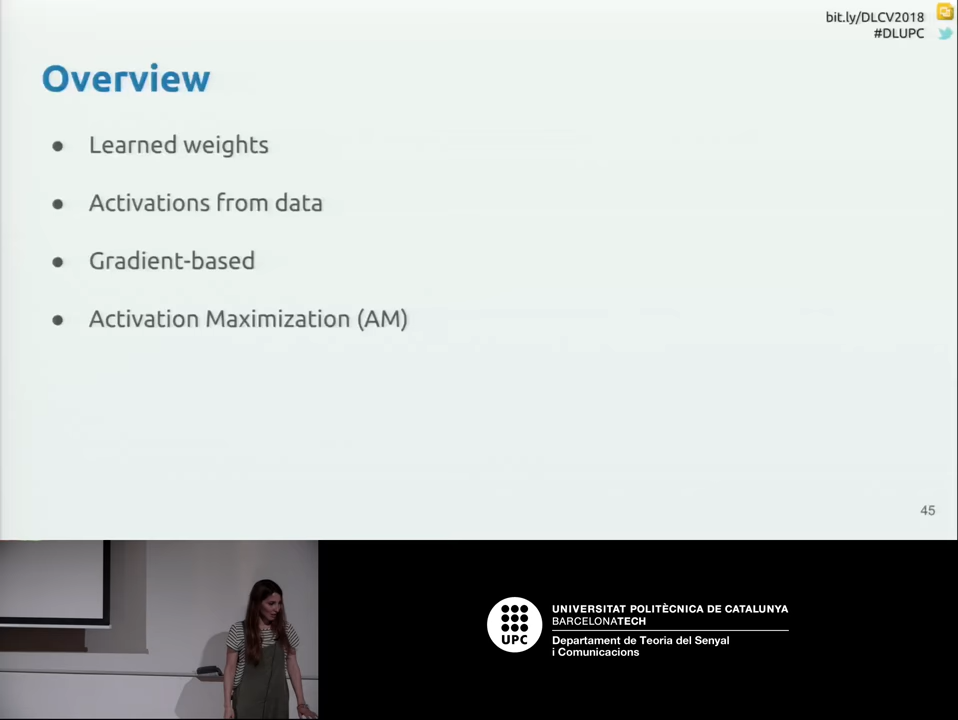 bit.ly/DLCV2018
#DLUPC
Overview
● Learned weights
● Activations from data
● Gradient-based
● Activation Maximization (AM)
45
UPC
UNIVERSITAT POLITÈCNICA DE CATALUNYA
BARCELONATECH
Departament de Teoria del Senyal
i Comunicacions